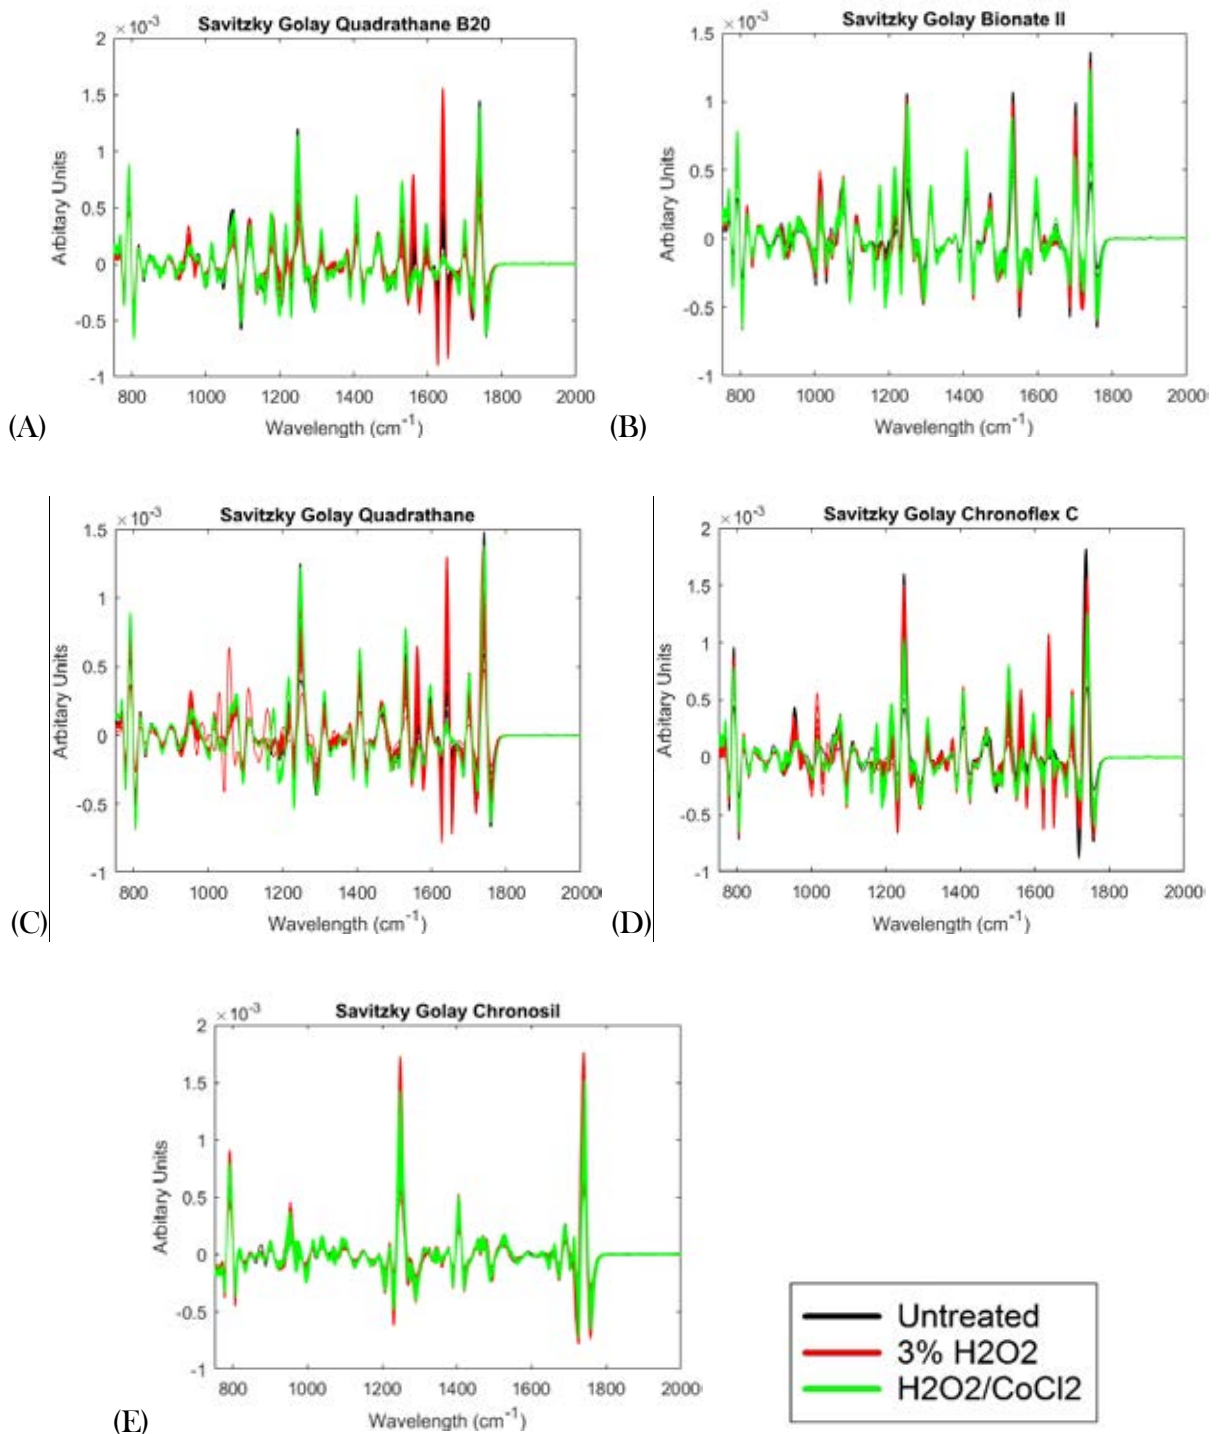 Savitzky Golay Quadrathane B20
×10⁻³
2
1.5
1
0.5
0
-0.5
-1
Arbitary Units
800 1000 1200 1400 1600 1800 2000
Wavelength (cm⁻¹)
(A)
Savitzky Golay Bionate II
×10⁻³
1.5
1
0.5
0
-0.5
-1
Arbitary Units
800 1000 1200 1400 1600 1800 2000
Wavelength (cm⁻¹)
(B)
Savitzky Golay Quadrathane
×10⁻³
1.5
1
0.5
0
-0.5
-1
Arbitary Units
800 1000 1200 1400 1600 1800 2000
Wavelength (cm⁻¹)
(C)
Savitzky Golay Chronoflex C
×10⁻³
2
1.5
1
0.5
0
-0.5
-1
Arbitary Units
800 1000 1200 1400 1600 1800 2000
Wavelength (cm⁻¹)
(D)
Savitzky Golay Chronosil
×10⁻³
2
1.5
1
0.5
0
-0.5
-1
Arbitary Units
800 1000 1200 1400 1600 1800 2000
Wavelength (cm⁻¹)
(E)
Untreated
3% H2O2
H2O2/CoCl2